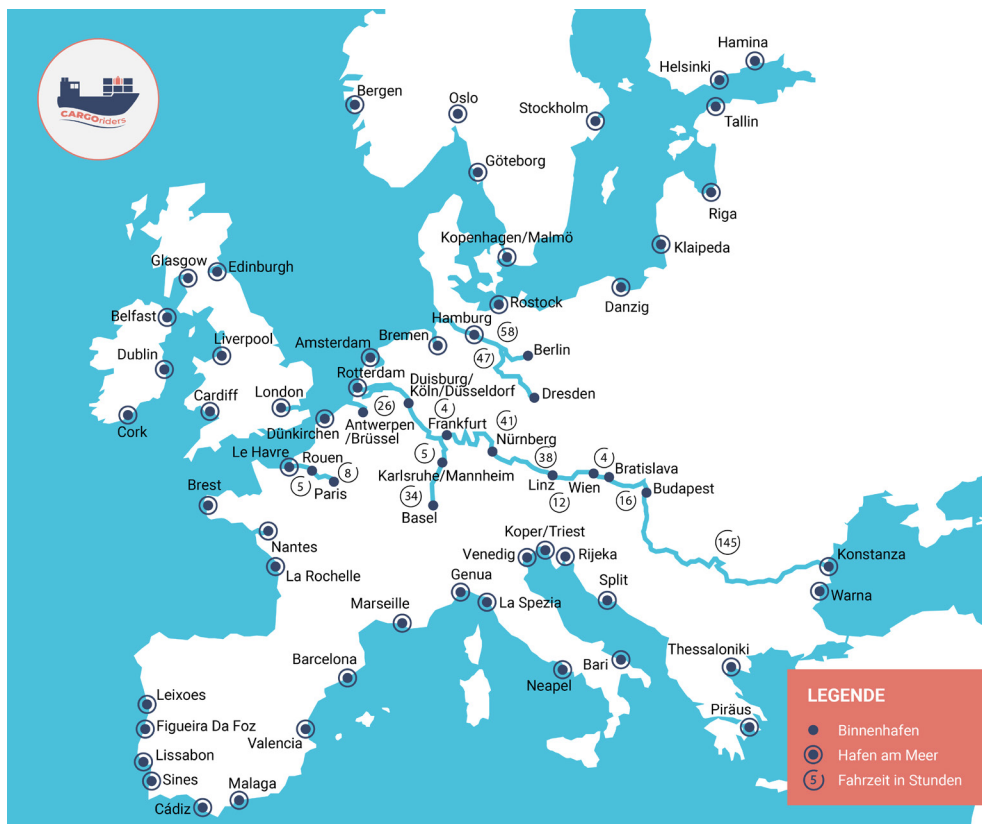 CARGOriders
Hamina
Helsinki
Tallin
Bergen
Oslo
Stockholm
Göteborg
Riga
Kopenhagen/Malmö
Klaipeda
Glasgow
Edinburgh
Danzig
Rostock
Belfast
Hamburg
58
Liverpool
Bremen
Amsterdam
47
Berlin
Dublin
Rotterdam
Duisburg/
Köln/Düsseldorf
London
Cardiff
26
4
Dresden
Cork
Dünkirchen
Antwerpen
/Brüssel
Frankfurt
41
Nürnberg
Le Havre
Rouen
8
5
38
4
Karlsruhe/Mannheim
Bratislava
5
Paris
Linz
Wien
Brest
34
12
16
Budapest
Basel
Koper/Triest
145
Nantes
Venedig
Rijeka
Konstanza
La Rochelle
Genua
Split
Warna
La Spezia
Marseille
Thessaloniki
Barcelona
Bari
Neapel
Leixoes
Piräus
Figueira Da Foz
Valencia
Lissabon
Sines
Malaga
Cádiz
LEGENDE
Binnenhafen
Hafen am Meer
5 Fahrzeit in Stunden